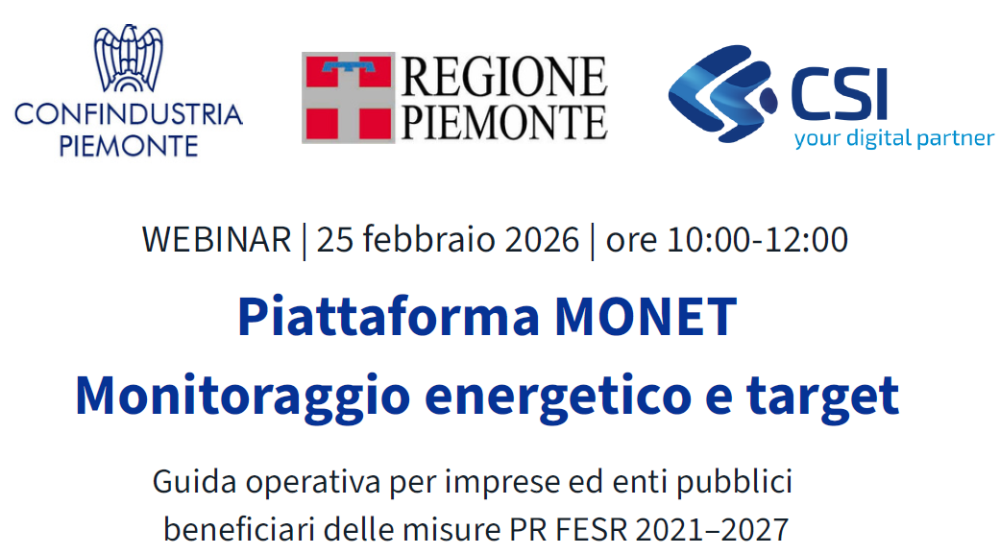 CONFINDUSTRIA
PIEMONTE
REGIONE
PIEMONTE
CSI
your digital partner
WEBINAR | 25 febbraio 2026 | ore 10:00-12:00
Piattaforma MONET
Monitoraggio energetico e target
Guida operativa per imprese ed enti pubblici
beneficiari delle misure PR FESR 2021–2027